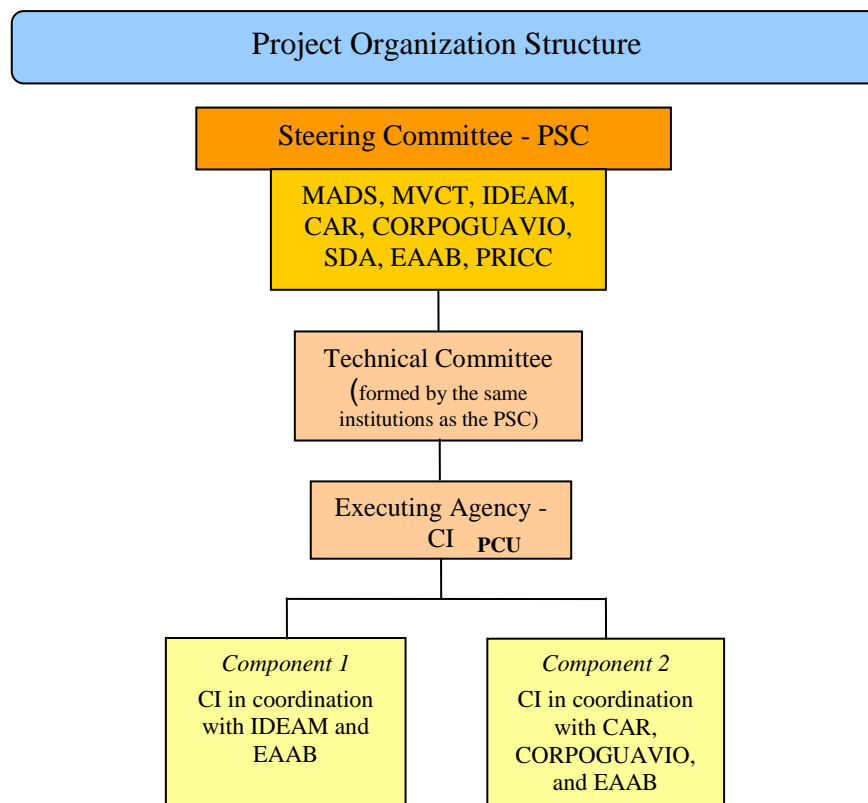 Project Organization Structure
Steering Committee - PSC
MADS, MVCT, IDEAM,
CAR, CORPOGUAVIO,
SDA, EAAB, PRICC
Technical Committee
(formed by the same
institutions as the PSC)
Executing Agency -
CI PCU
Component 1
CI in coordination
with IDEAM and
EAAB
Component 2
CI in coordination
with CAR,
CORPOGUAVIO,
and EAAB